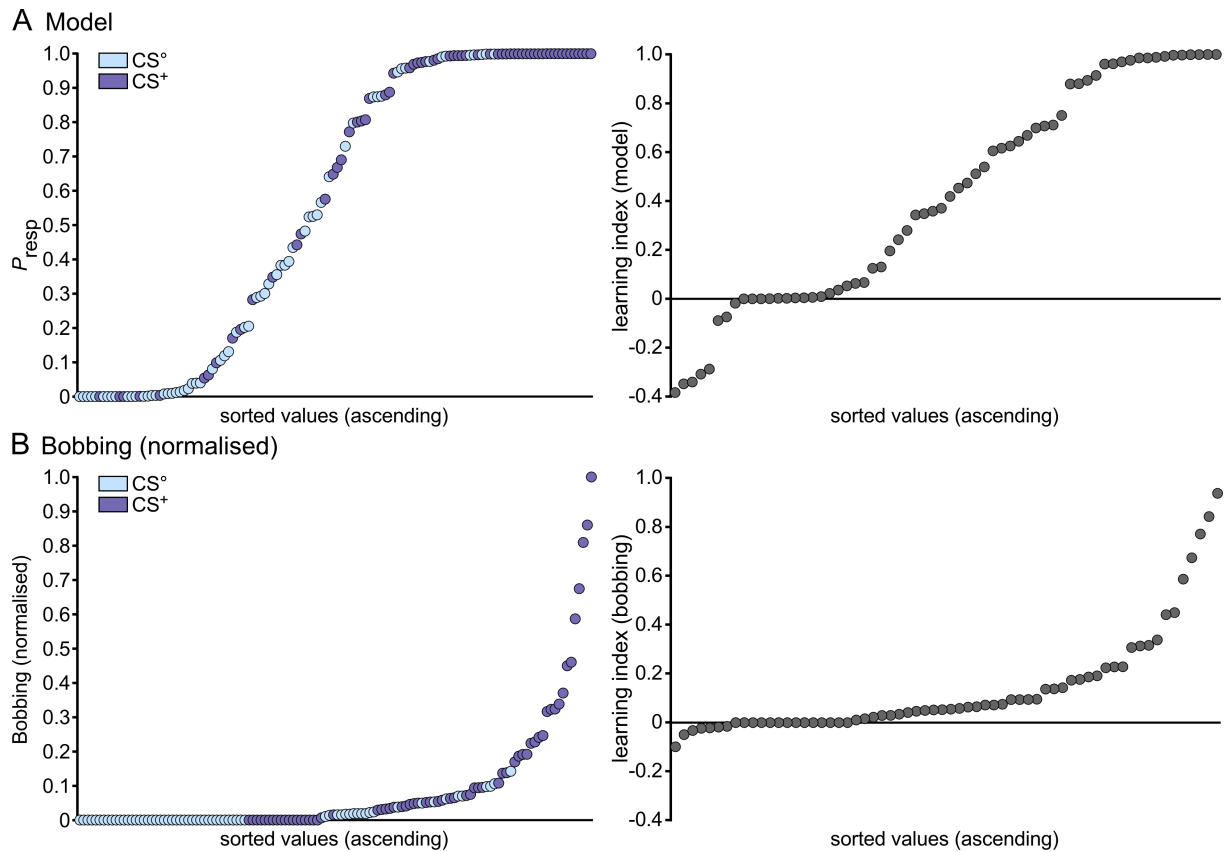 A Model
1.0
0.9
0.8
0.7
0.6
0.5
0.4
0.3
0.2
0.1
0
Presp
CS°
CS+
sorted values (ascending)
1.0
0.8
0.6
0.4
0.2
0
-0.2
-0.4
learning index (model)
sorted values (ascending)
B Bobbing (normalised)
1.0
0.9
0.8
0.7
0.6
0.5
0.4
0.3
0.2
0.1
0
Bobbing (normalised)
CS°
CS+
sorted values (ascending)
1.0
0.8
0.6
0.4
0.2
0
-0.2
-0.4
learning index (bobbing)
sorted values (ascending)